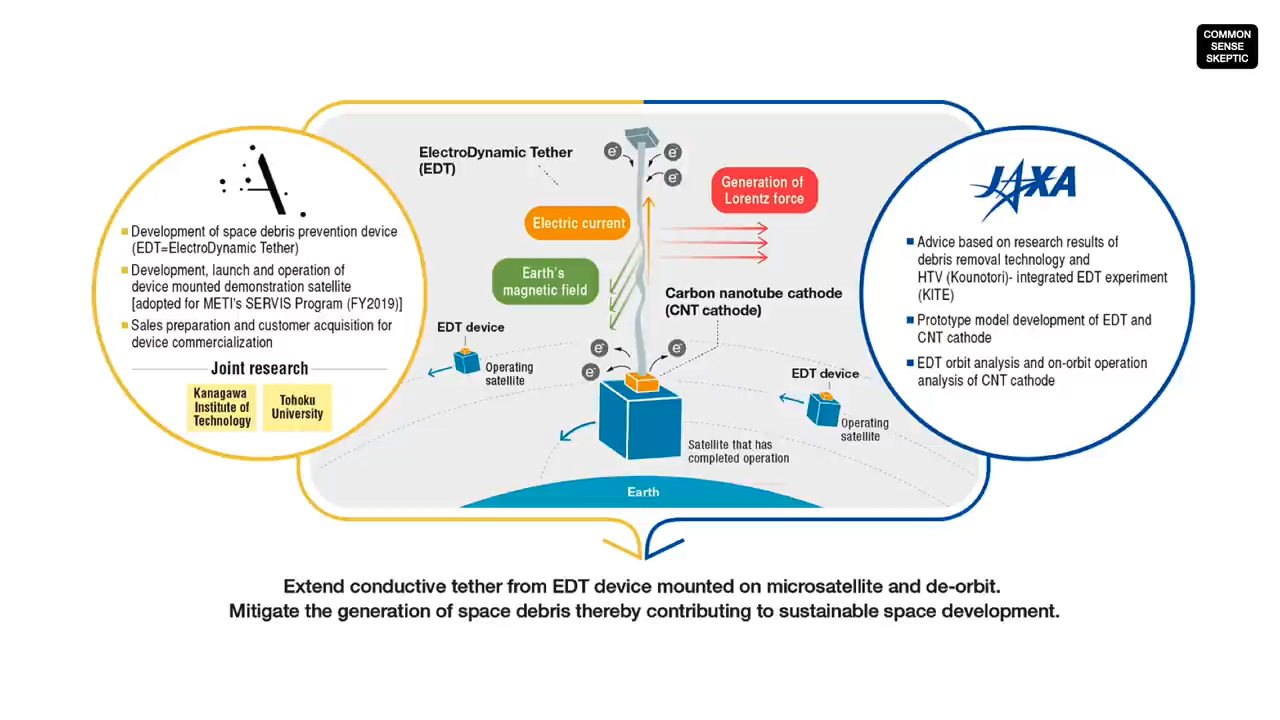 COMMON
SENSE
SKEPTIC
ElectroDynamic Tether
(EDT)
e-
e-
e-
Generation of
Lorentz force
Electric current
Earth's
magnetic field
Carbon nanotube cathode
(CNT cathode)
e-
e-
e-
EDT device
Operating
satellite
EDT device
Operating
satellite
Satellite that has
completed operation
Earth
A
Development of space debris prevention device
(EDT=ElectroDynamic Tether)
Development, launch and operation of
device mounted demonstration satellite
[adopted for METI's SERVIS Program (FY2019)]
Sales preparation and customer acquisition for
device commercialization
Joint research
Kanagawa
Institute of
Technology
Tohoku
University
JAXA
Advice based on research results of
debris removal technology and
HTV (Kounotori)- integrated EDT experiment
(KITE)
Prototype model development of EDT and
CNT cathode
EDT orbit analysis and on-orbit operation
analysis of CNT cathode
Extend conductive tether from EDT device mounted on microsatellite and de-orbit.
Mitigate the generation of space debris thereby contributing to sustainable space development.